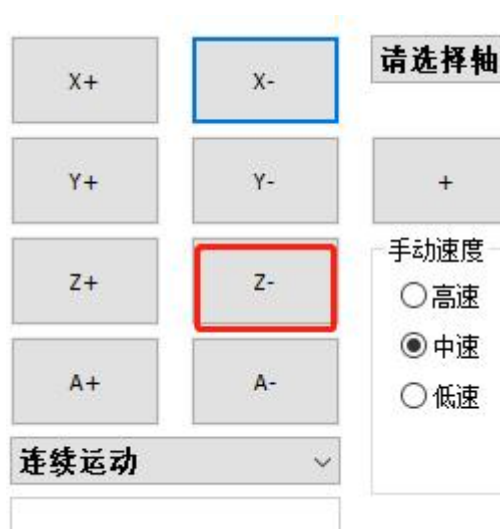 X+ X- 请选择轴
Y+ Y- +
Z+ Z- 手动速度
高速
中速
A+ A- 低速
连续运动